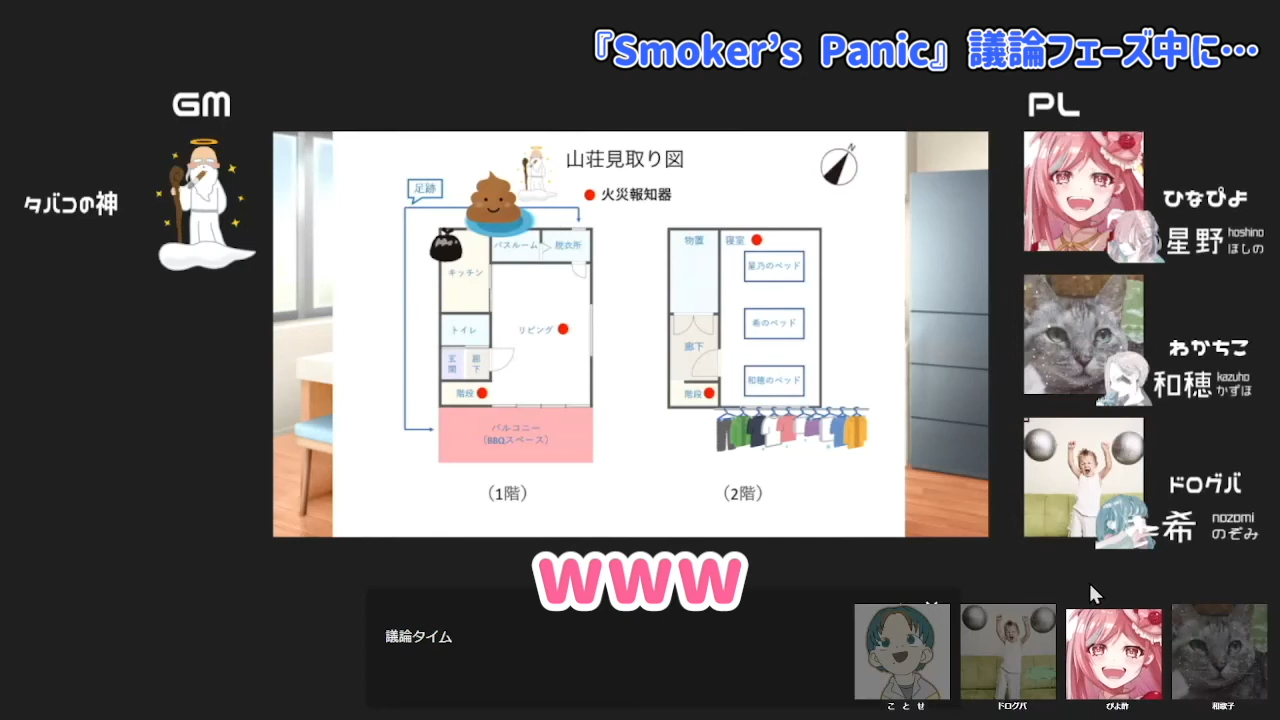 『Smoker's Panic』議論フェーズ中に…
GM
タバコの神
山荘見取り図
N
火災報知器
足跡
バスルーム
脱衣所
キッチン
トイレ
リビング
玄関
廊下
階段
バルコニー
(BBQスペース)
(1階)
物置
寝室
星乃のベッド
希のベッド
廊下
和穂のベッド
階段
(2階)
PL
ひなぴよ
星野
hoshino
ほしの
わかちこ
和穂
kazuho
かずほ
ドログバ
希
nozomi
のぞみ
www
議論タイム
ことせ
ドログバ
ぴよ酢
和歌子